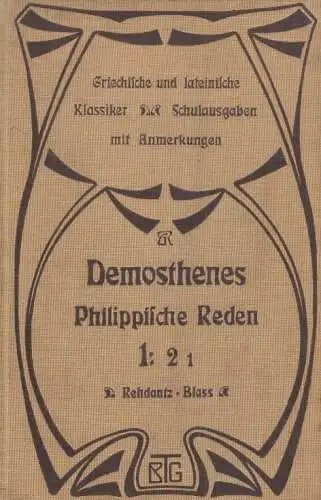 Griechiſche und lateiniſche
Klassiker Schulausgaben
mit Anmerkungen
Demosthenes
Philippiſche Reden
1: 2 1
Rehdantz · Blass
BTG